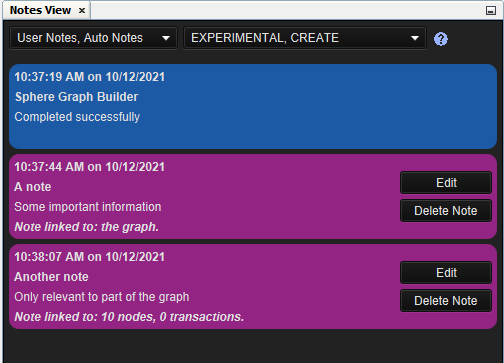 Notes View
User Notes, Auto Notes
EXPERIMENTAL, CREATE
?
10:37:19 AM on 10/12/2021
Sphere Graph Builder
Completed successfully
10:37:44 AM on 10/12/2021
A note
Some important information
Note linked to: the graph.
Edit
Delete Note
10:38:07 AM on 10/12/2021
Another note
Only relevant to part of the graph
Note linked to: 10 nodes, 0 transactions.
Edit
Delete Note